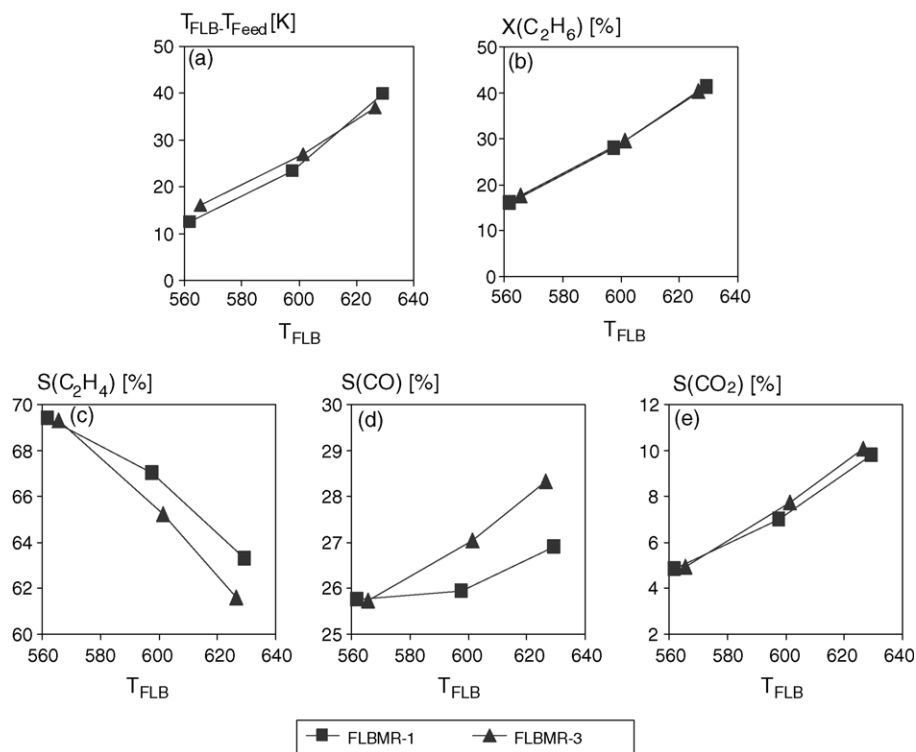 T_FLB-T_Feed [K]
(a)
50
40
30
20
10
0
560 580 600 620 640
T_FLB
X(C₂H₆) [%]
(b)
50
40
30
20
10
0
560 580 600 620 640
T_FLB
S(C₂H₄) [%]
(c)
70
68
66
64
62
60
560 580 600 620 640
T_FLB
S(CO) [%]
(d)
30
29
28
27
26
25
560 580 600 620 640
T_FLB
S(CO₂) [%]
(e)
12
10
8
6
4
2
560 580 600 620 640
T_FLB
FLBMR-1 FLBMR-3